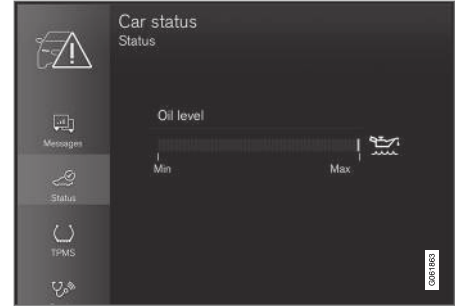 Car status
Status
Messages
Status
TPMS
Oil level
Min Max
G061863